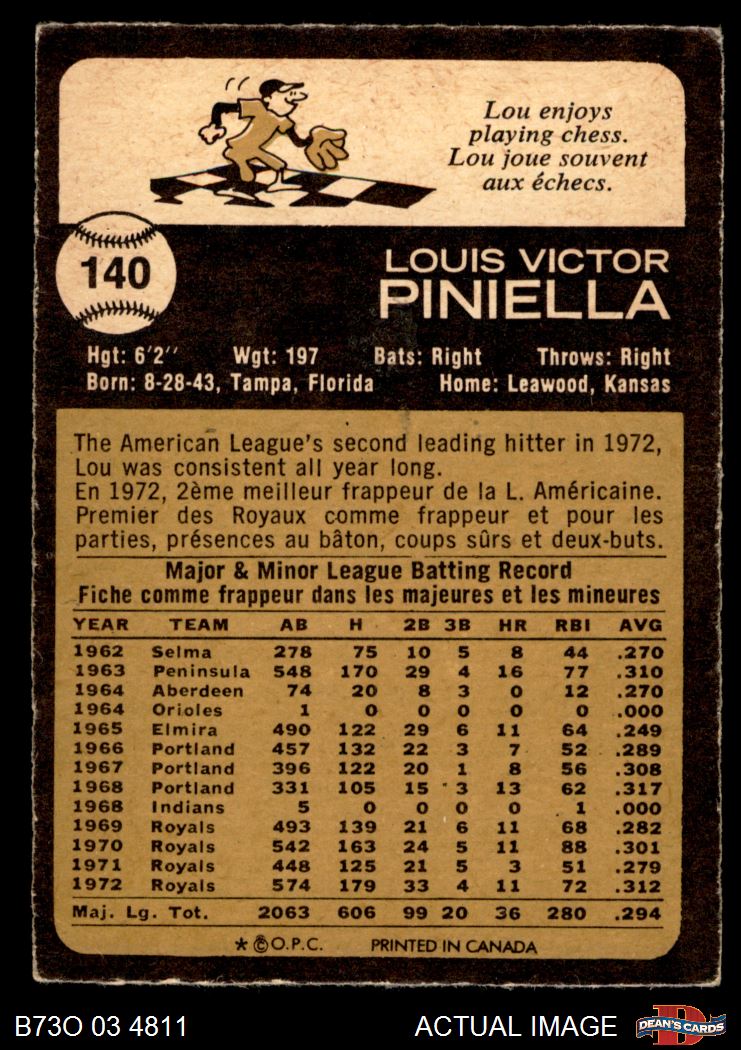 Lou enjoys
playing chess.
Lou joue souvent
aux échecs.
140
LOUIS VICTOR
PINIELLA
Hgt: 6'2'' Wgt: 197 Bats: Right Throws: Right
Born: 8-28-43, Tampa, Florida Home: Leawood, Kansas
The American League's second leading hitter in 1972,
Lou was consistent all year long.
En 1972, 2ème meilleur frappeur de la L. Américaine.
Premier des Royaux comme frappeur et pour les
parties, présences au bâton, coups sûrs et deux-buts.
Major & Minor League Batting Record
Fiche comme frappeur dans les majeures et les mineures
YEAR TEAM AB H 2B 3B HR RBI AVG
1962 Selma 278 75 10 5 8 44 .270
1963 Peninsula 548 170 29 4 16 77 .310
1964 Aberdeen 74 20 8 3 0 12 .270
1964 Orioles 1 0 0 0 0 0 .000
1965 Elmira 490 122 29 6 11 64 .249
1966 Portland 457 132 22 3 7 52 .289
1967 Portland 396 122 20 1 8 56 .308
1968 Portland 331 105 15 3 13 62 .317
1968 Indians 5 0 0 0 0 1 .000
1969 Royals 493 139 21 6 11 68 .282
1970 Royals 542 163 24 5 11 88 .301
1971 Royals 448 125 21 5 3 51 .279
1972 Royals 574 179 33 4 11 72 .312
Maj. Lg. Tot. 2063 606 99 20 36 280 .294
* © O.P.C. PRINTED IN CANADA
B73O 03 4811 ACTUAL IMAGE DEAN'S CARDS